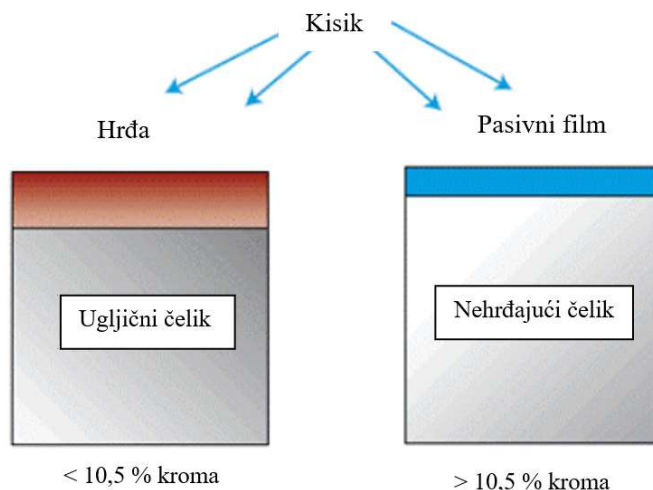 Kisik
Hrđa
Pasivni film
Ugljični čelik
Nehrđajući čelik
< 10,5 % kroma
> 10.5 % kroma